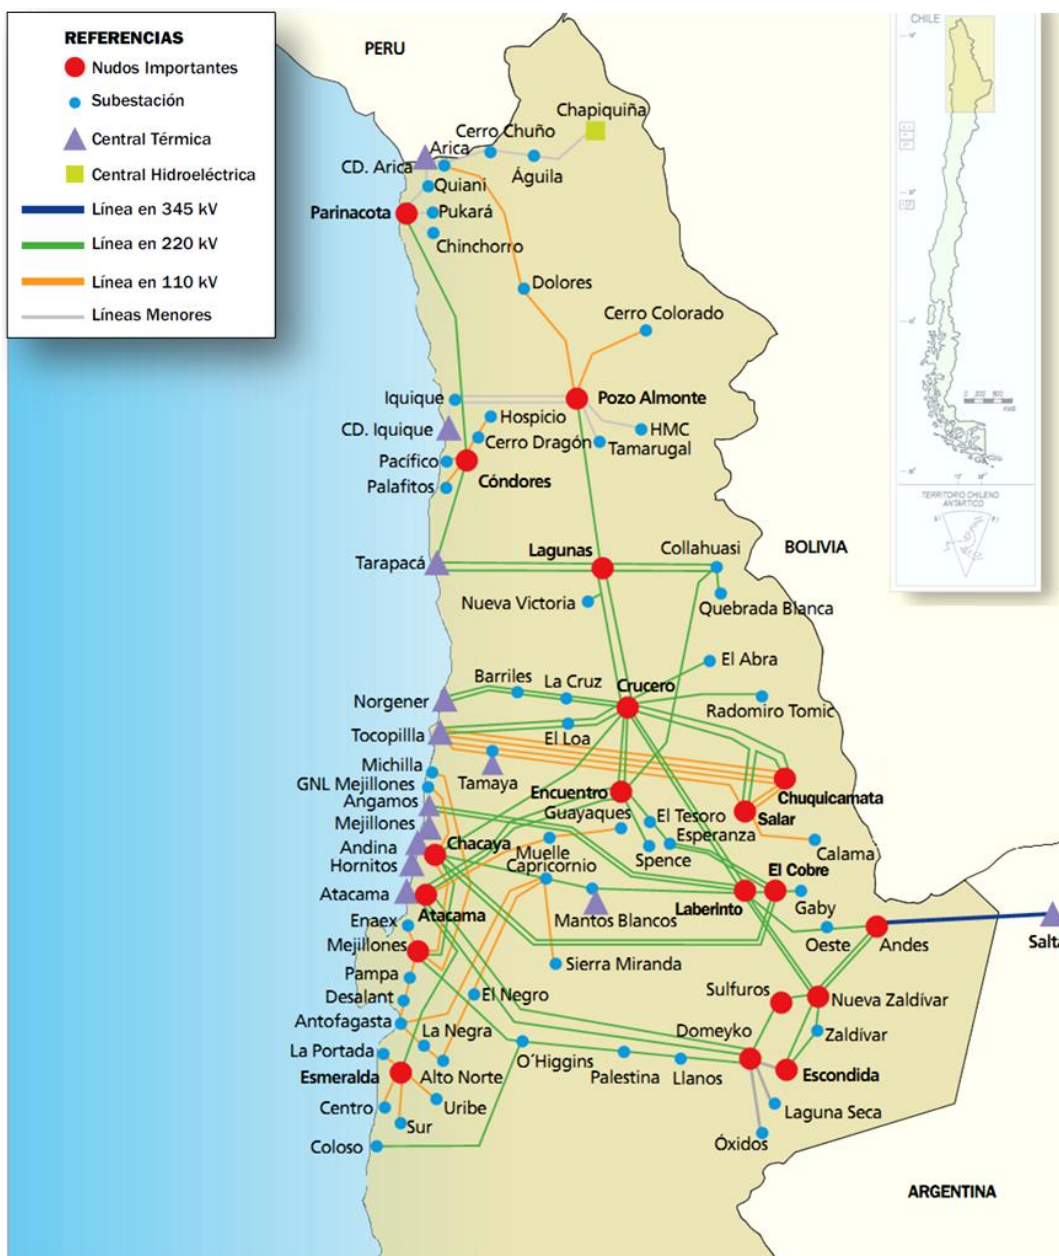 REFERENCIAS
Nudos Importantes
Subestación
Central Térmica
Central Hidroeléctrica
Línea en 345 kV
Línea en 220 kV
Línea en 110 kV
Líneas Menores
CHILE
TERRITORIO CHILENO
ANTÁRTICO
PERU
Chapiquiña
Cerro Chuño
Arica
CD. Arica
Águila
Quiani
Parinacota
Pukará
Chinchorro
Dolores
Cerro Colorado
Iquique
Pozo Almonte
Hospicio
CD. Iquique
Cerro Dragón
HMC
Tamarugal
Pacífico
Palafitos
Cóndores
BOLIVIA
Lagunas
Collahuasi
Tarapacá
Nueva Victoria
Quebrada Blanca
El Abra
Barriles
La Cruz
Crucero
Norgener
Radomiro Tomic
Tocopillla
El Loa
Michilla
GNL Mejillones
Tamaya
Angamos
Encuentro
Chuquicamata
Salar
Guayaques
El Tesoro
Mejillones
Esperanza
Andina
Chacaya
Muelle
Spence
Calama
Hornitos
Capricornio
El Cobre
Atacama
Atacama
Mantos Blancos
Laberinto
Gaby
Enaex
Oeste
Andes
Salta
Mejillones
Sierra Miranda
Pampa
Desalant
El Negro
Sulfuros
Nueva Zaldívar
Antofagasta
La Negra
Domeyko
Zaldívar
La Portada
O´Higgins
Esmeralda
Alto Norte
Palestina
Llanos
Escondida
Centro
Uribe
Laguna Seca
Sur
Coloso
Óxidos
ARGENTINA